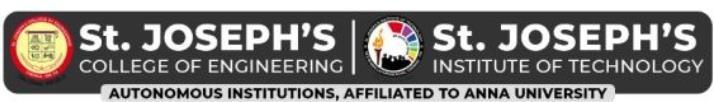 St. JOSEPH'S
COLLEGE OF ENGINEERING
St. JOSEPH'S
INSTITUTE OF TECHNOLOGY
AUTONOMOUS INSTITUTIONS, AFFILIATED TO ANNA UNIVERSITY